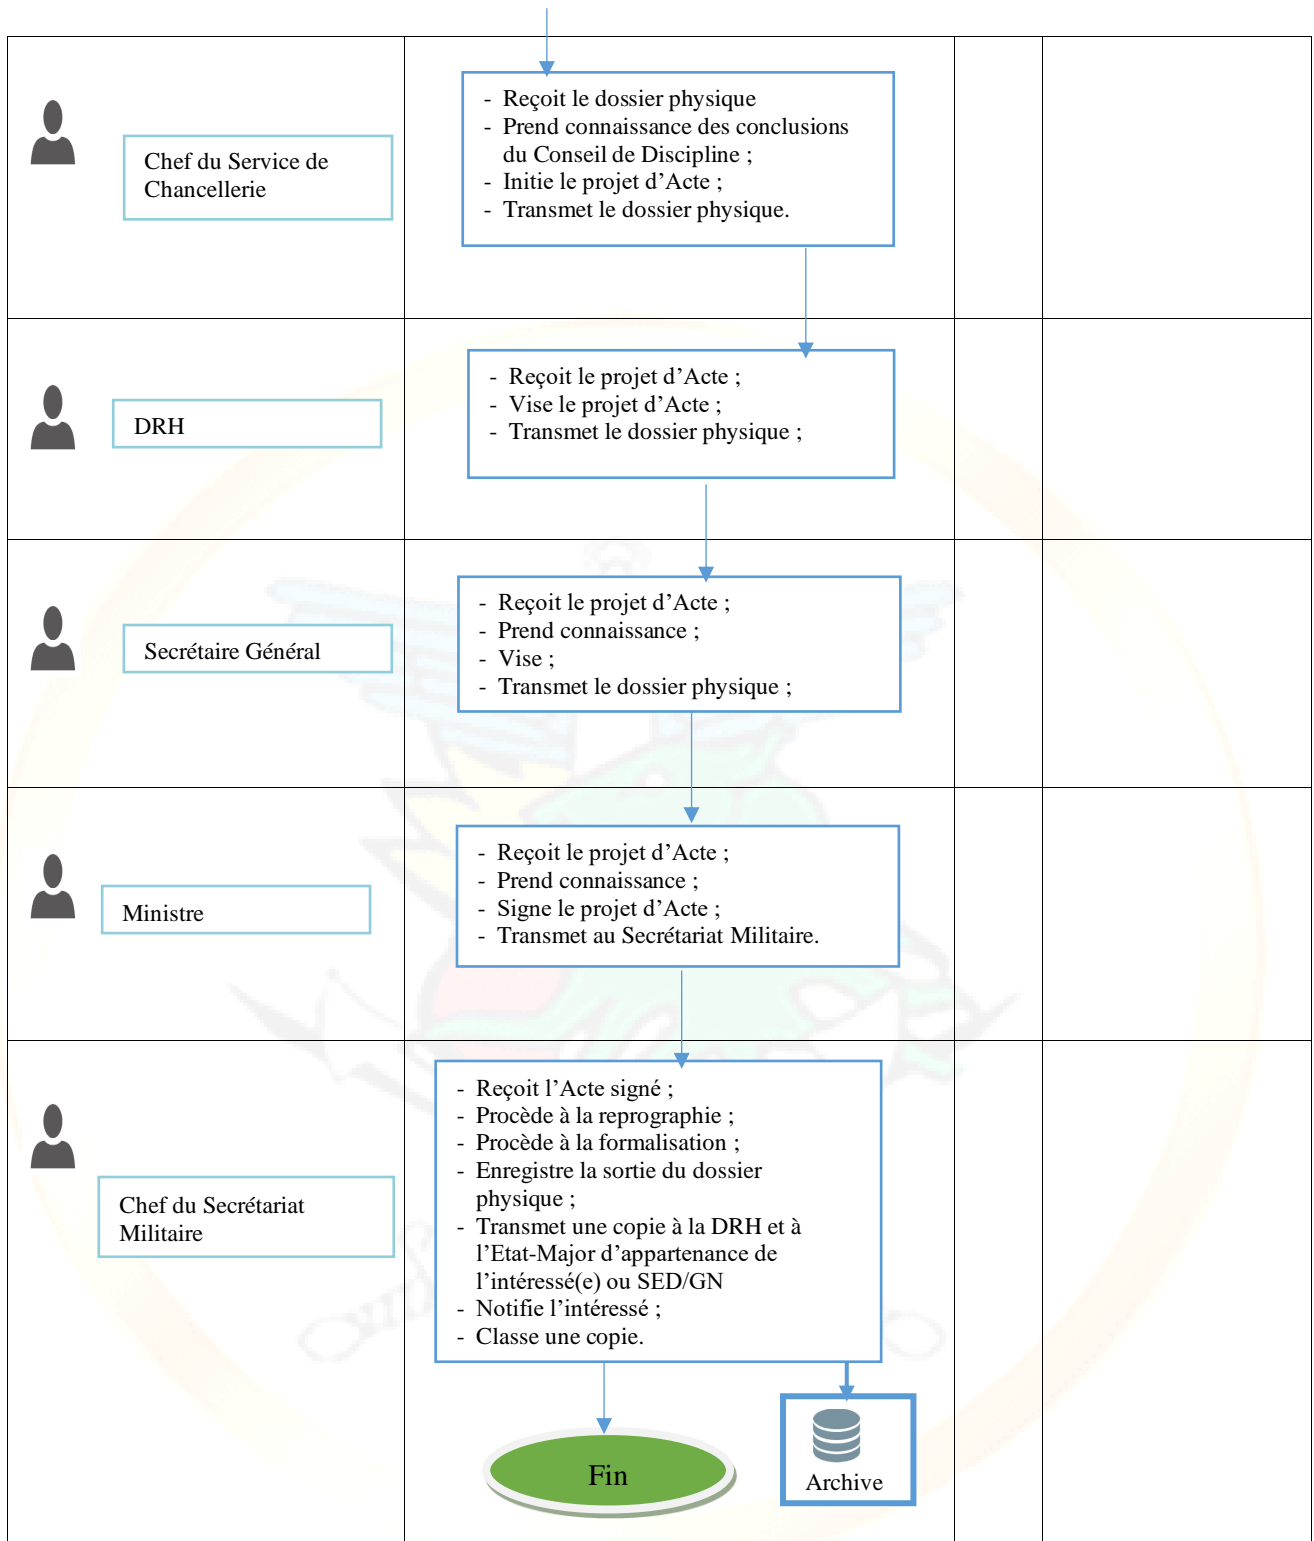 Chef du Service de
Chancellerie
- Reçoit le dossier physique
- Prend connaissance des conclusions
du Conseil de Discipline ;
- Initie le projet d’Acte ;
- Transmet le dossier physique.
DRH
- Reçoit le projet d’Acte ;
- Vise le projet d’Acte ;
- Transmet le dossier physique ;
Secrétaire Général
- Reçoit le projet d’Acte ;
- Prend connaissance ;
- Vise ;
- Transmet le dossier physique ;
Ministre
- Reçoit le projet d’Acte ;
- Prend connaissance ;
- Signe le projet d’Acte ;
- Transmet au Secrétariat Militaire.
Chef du Secrétariat
Militaire
- Reçoit l’Acte signé ;
- Procède à la reprographie ;
- Procède à la formalisation ;
- Enregistre la sortie du dossier
physique ;
- Transmet une copie à la DRH et à
l’Etat-Major d’appartenance de
l’intéressé(e) ou SED/GN
- Notifie l’intéressé ;
- Classe une copie.
Fin
Archive